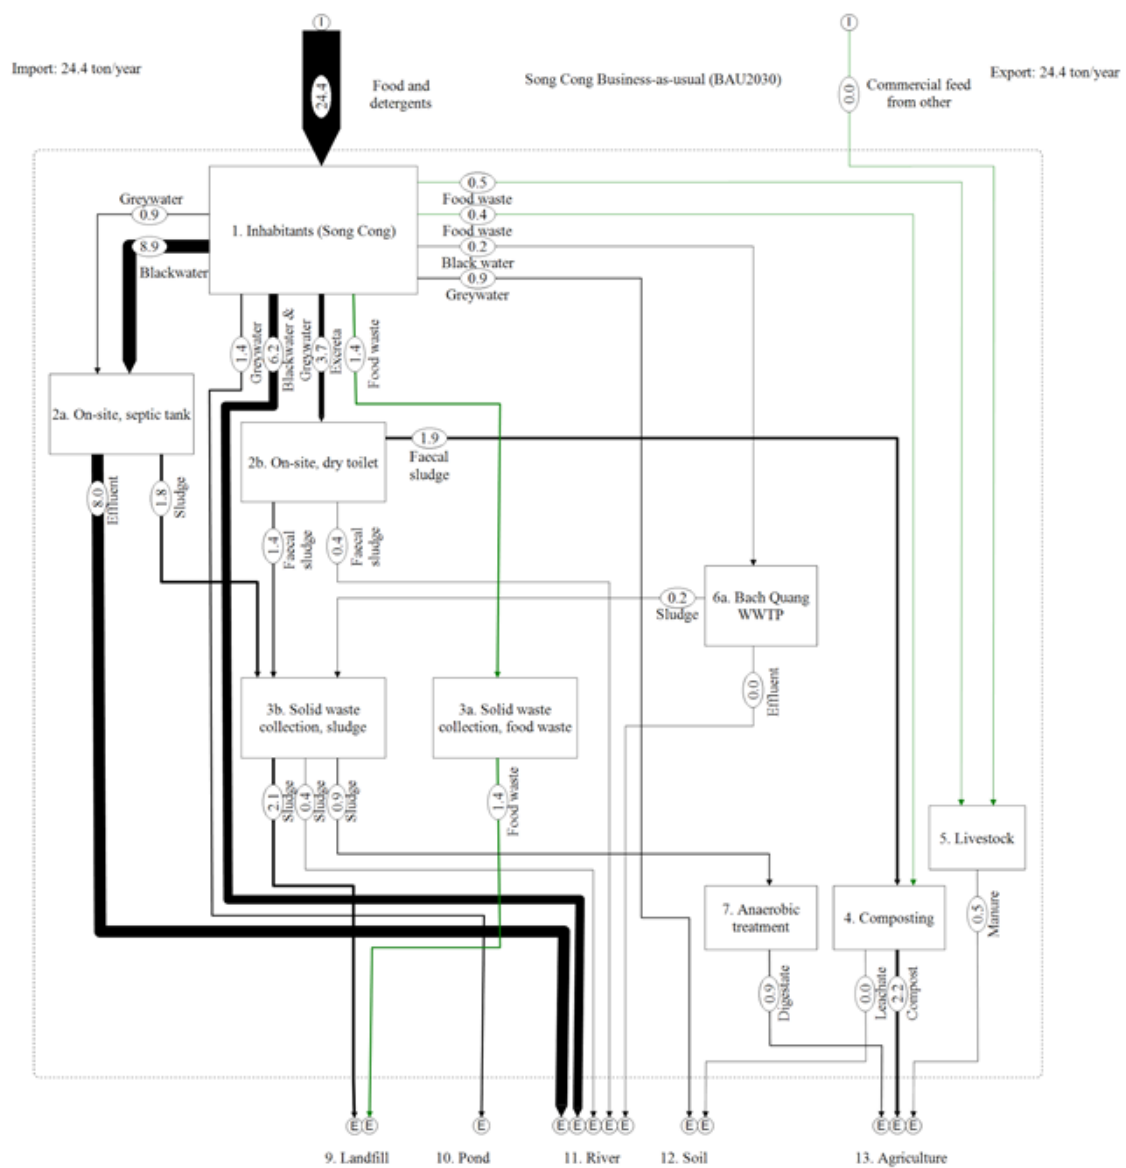 I
I
Import: 24.4 ton/year
Song Cong Business-as-usual (BAU2030)
Export: 24.4 ton/year
24.4
Food and
detergents
0.0
Commercial feed
from other
1. Inhabitants (Song Cong)
Greywater
0.9
8.9
Blackwater
0.5
Food waste
0.4
Food waste
0.2
Black water
0.9
Greywater
1.4
Greywater
6.2
Blackwater &
Greywater
3.7
Excreta
1.4
Food waste
2a. On-site, septic tank
2b. On-site, dry toilet
1.9
Faecal
sludge
8.0
Effluent
1.8
Sludge
1.4
Faecal
sludge
0.4
Faecal
sludge
6a. Bach Quang
WWTP
0.2
Sludge
0.0
Effluent
3b. Solid waste
collection, sludge
3a. Solid waste
collection, food waste
2.1
Sludge
0.4
Sludge
0.9
Sludge
1.4
Food waste
5. Livestock
7. Anaerobic
treatment
4. Composting
0.5
Manure
0.9
Digestate
0.0
Leachate
2.2
Compost
E
E
E
E
E
E
E
E
E
E
E
E
E
9. Landfill
10. Pond
11. River
12. Soil
13. Agriculture